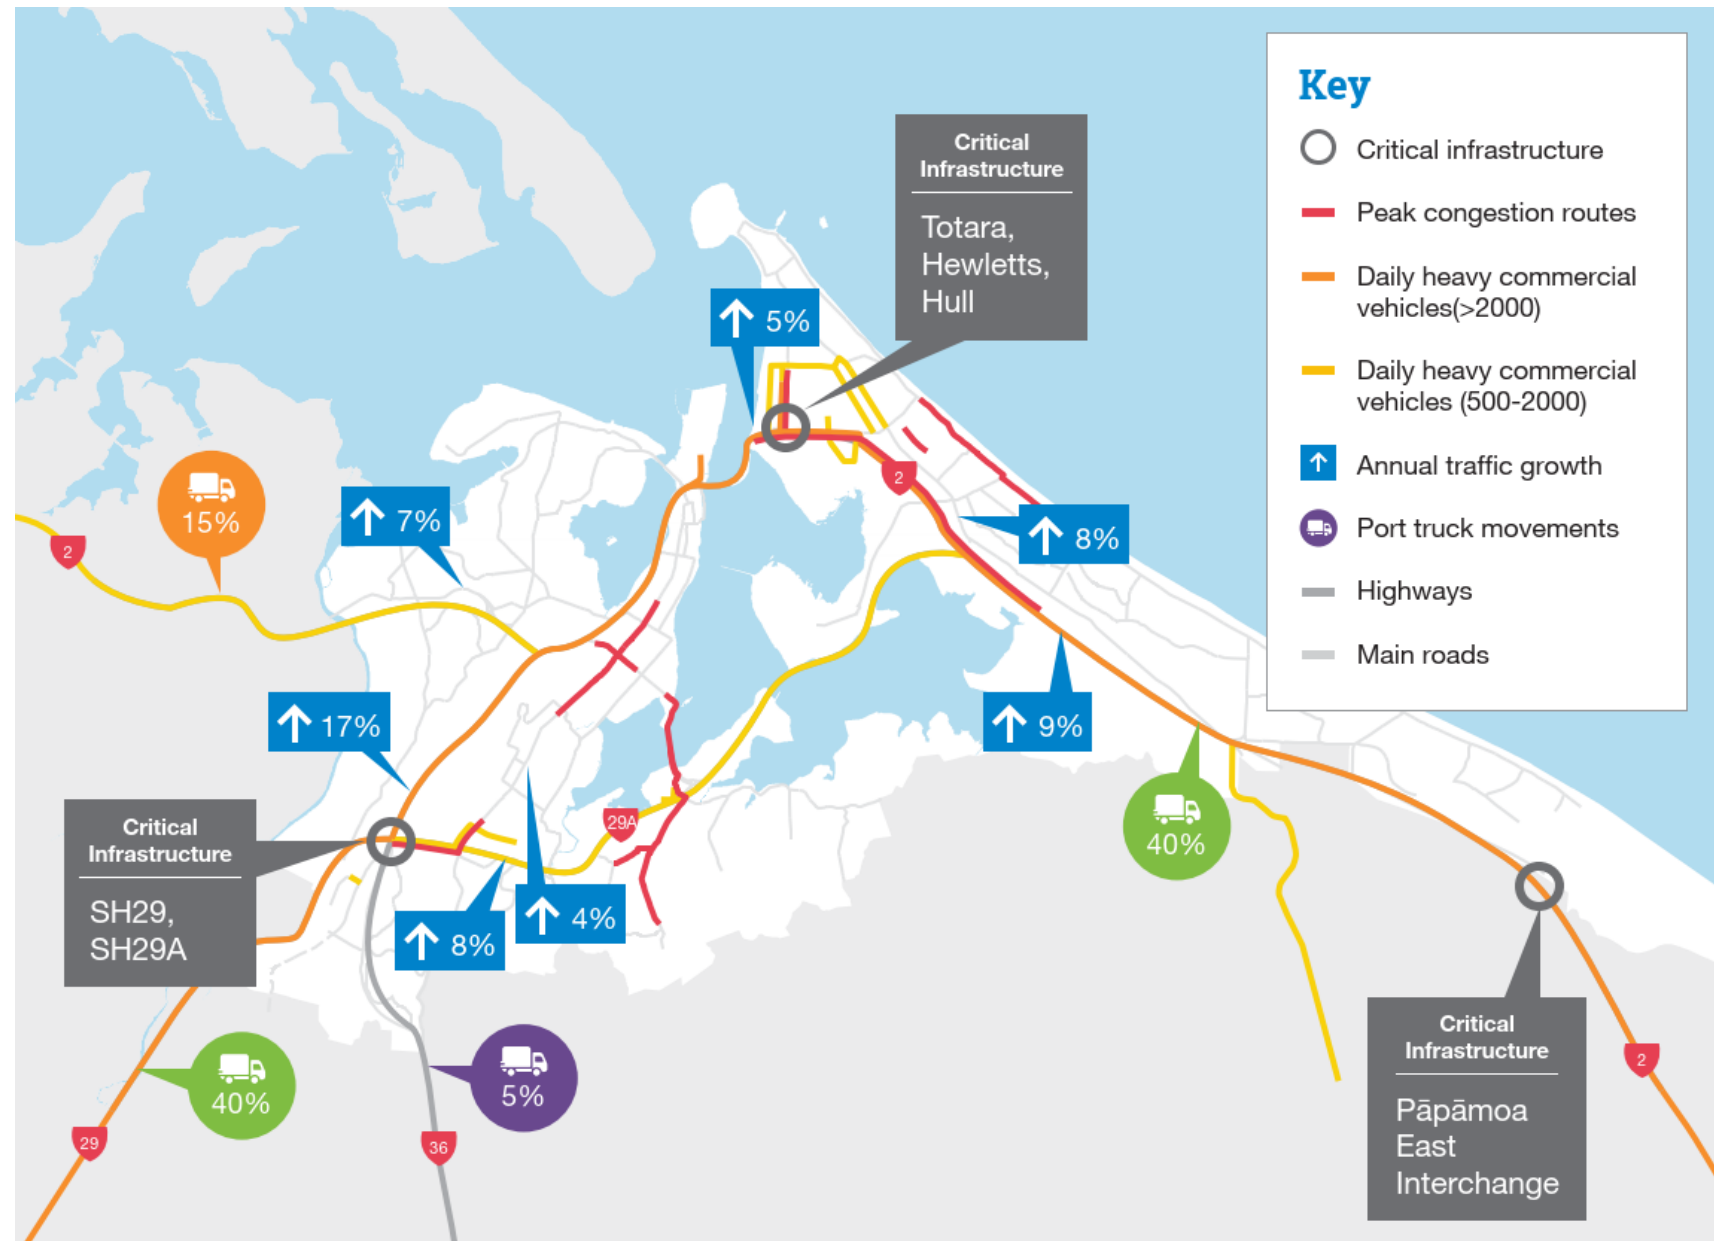 Key
Critical infrastructure
Peak congestion routes
Daily heavy commercial
vehicles(>2000)
Daily heavy commercial
vehicles (500-2000)
Annual traffic growth
Port truck movements
Highways
Main roads
Critical
Infrastructure
Totara,
Hewletts,
Hull
5%
2
15%
7%
2
8%
17%
9%
29A
40%
Critical
Infrastructure
SH29,
SH29A
4%
8%
40%
5%
29
36
Critical
Infrastructure
Pāpāmoa
East
Interchange
2